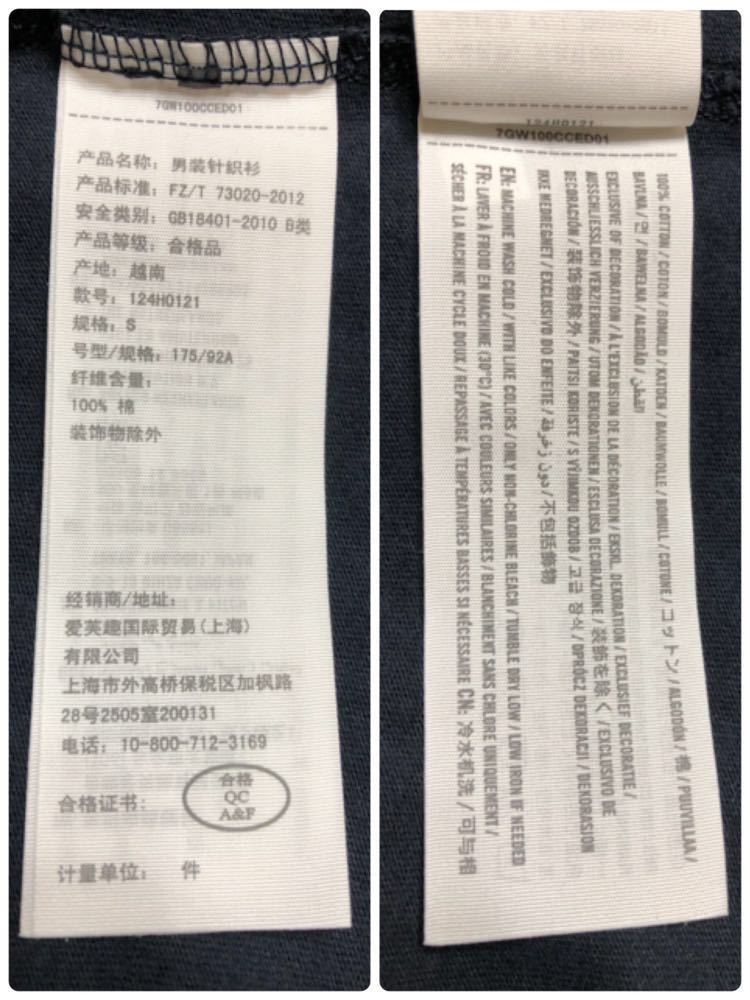 7GW100CCED01
产品名称: 男装针织衫
产品标准: FZ/T 73020-2012
安全类别: GB18401-2010 B类
产品等级: 合格品
产地: 越南
款号: 124H0121
规格: S
号型/规格: 175/92A
纤维含量:
100% 棉
装饰物除外
经销商/地址:
爱芙趣国际贸易(上海)
有限公司
上海市外高桥保税区加枫路
28号2505室200131
电话: 10-800-712-3169
合格证书:
合格
QC
A&F
计量单位: 件
124H0121
7GW100CCED01
100% COTTON / COTON / BOMULD / KATOEN / BAUMWOLLE / BOMULL / COTONE / コットン / ALGODÓN / 棉 / PUUVILLAA /
BAVLNA / 면 / BAWEŁNA / ALGODÃO / القطن
EXCLUSIVE OF DECORATION / À L'EXCLUSION DE LA DÉCORATION / EKSKL. DEKORATION / EXCLUSIEF DECORATIE /
AUSSCHLIESSLICH VERZIERUNG / UTOM DEKORATIONEN / ESCLUSA DECORAZIONE / 装飾を除く / EXCLUSIVO DE
DECORACIÓN / 装饰物除外 / PAITSI KORISTE / S VÝJIMKOU OZDOB / 고급 장식 / OPRÓCZ DEKORACJI / DEKORASJON
IKKE MEDREGNET / EXCLUSIVO DO ENFEITE / دون زخرفة / 不包括飾物
EN: MACHINE WASH COLD / WITH LIKE COLORS / ONLY NON-CHLORINE BLEACH / TUMBLE DRY LOW / LOW IRON IF NEEDED
FR: LAVER À FROID EN MACHINE (30°C) / AVEC COULEURS SIMILAIRES / BLANCHIMENT SANS CHLORE UNIQUEMENT /
SÉCHER À LA MACHINE CYCLE DOUX / REPASSAGE À TEMPÉRATURES BASSES SI NÉCESSAIRE CN: 冷水机洗 / 可与相